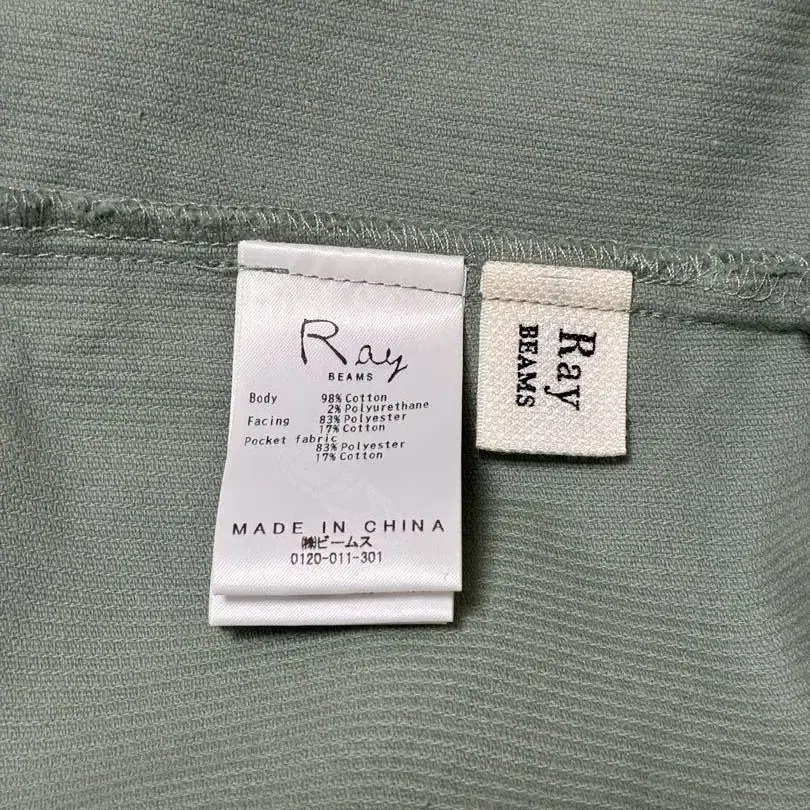 Ray
BEAMS
Body 98% Cotton
2% Polyurethane
Facing 83% Polyester
17% Cotton
Pocket fabric
83% Polyester
17% Cotton
MADE IN CHINA
㈱ビームス
0120-011-301
Ray
BEAMS